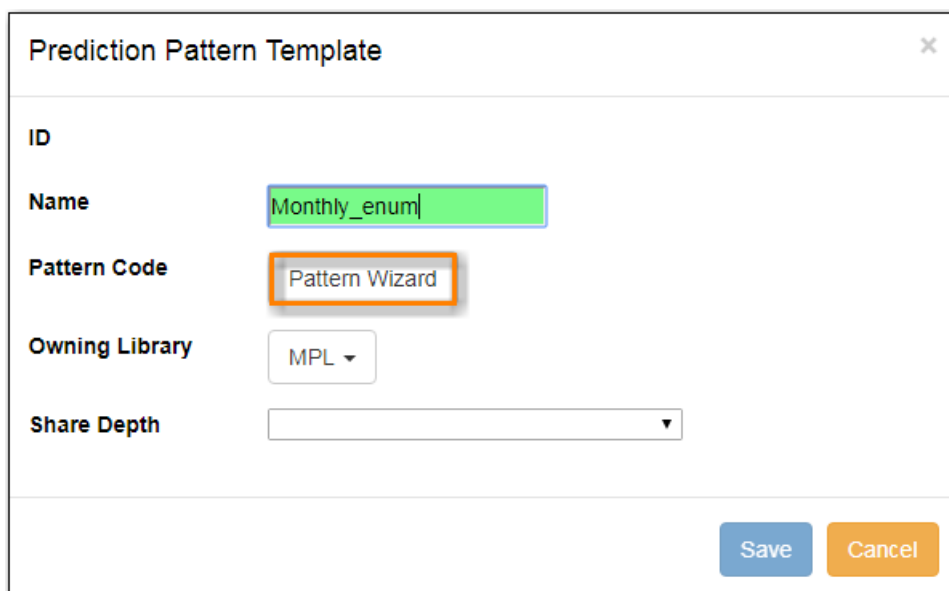 Prediction Pattern Template
×
ID
Name Monthly_enum
Pattern Code Pattern Wizard
Owning Library MPL
Share Depth
Save Cancel